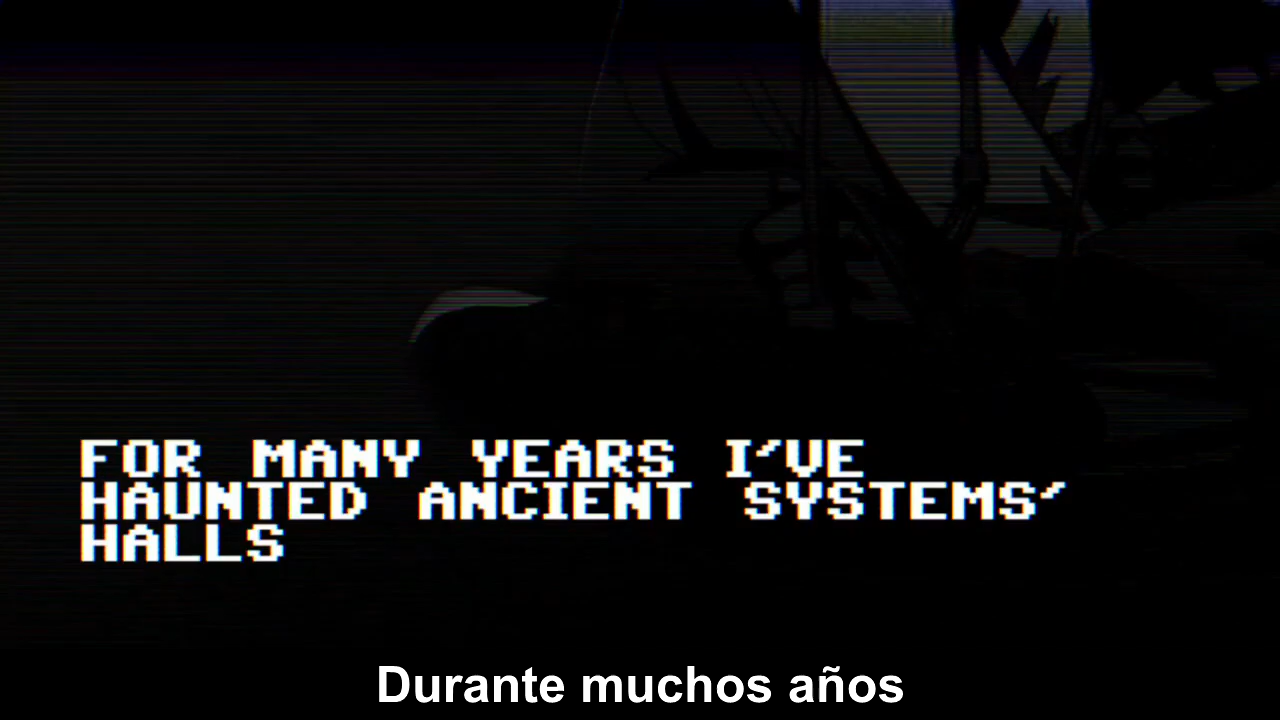 FOR MANY YEARS I'VE
HAUNTED ANCIENT SYSTEMS'
HALLS
Durante muchos años